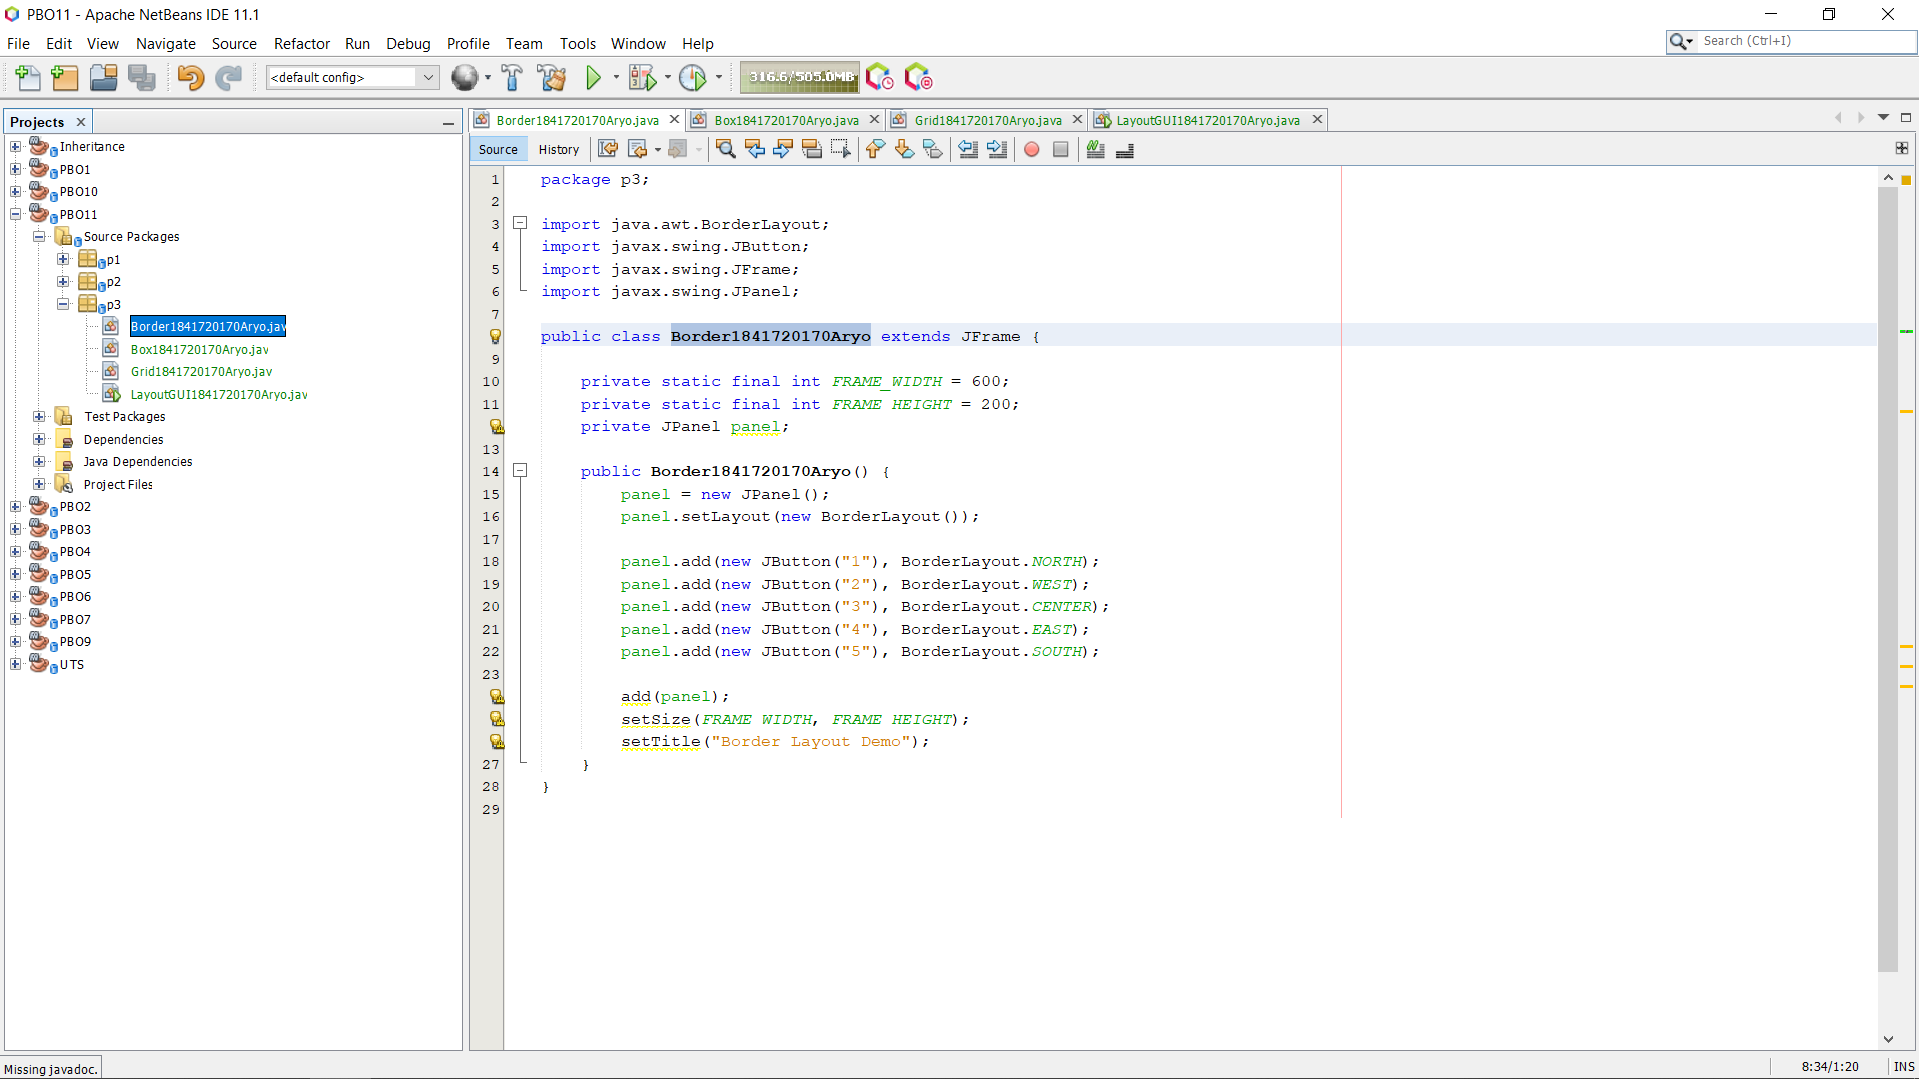 PBO11 - Apache NetBeans IDE 11.1
File Edit View Navigate Source Refactor Run Debug Profile Team Tools Window Help
Search (Ctrl+I)
<default config>
316.6/505.0MB
Projects
Border1841720170Aryo.java
Box1841720170Aryo.java
Grid1841720170Aryo.java
LayoutGUI1841720170Aryo.java
Source History
Inheritance
PBO1
PBO10
PBO11
Source Packages
p1
p2
p3
Border1841720170Aryo.jav
Box1841720170Aryo.jav
Grid1841720170Aryo.jav
LayoutGUI1841720170Aryo.jav
Test Packages
Dependencies
Java Dependencies
Project Files
PBO2
PBO3
PBO4
PBO5
PBO6
PBO7
PBO9
UTS
1 package p3;
2
3 import java.awt.BorderLayout;
4 import javax.swing.JButton;
5 import javax.swing.JFrame;
6 import javax.swing.JPanel;
7
public class Border1841720170Aryo extends JFrame {
9
10 private static final int FRAME_WIDTH = 600;
11 private static final int FRAME_HEIGHT = 200;
private JPanel panel;
13
14 public Border1841720170Aryo() {
15 panel = new JPanel();
16 panel.setLayout(new BorderLayout());
17
18 panel.add(new JButton("1"), BorderLayout.NORTH);
19 panel.add(new JButton("2"), BorderLayout.WEST);
20 panel.add(new JButton("3"), BorderLayout.CENTER);
21 panel.add(new JButton("4"), BorderLayout.EAST);
22 panel.add(new JButton("5"), BorderLayout.SOUTH);
23
add(panel);
setSize(FRAME_WIDTH, FRAME_HEIGHT);
setTitle("Border Layout Demo");
27 }
28 }
29
Missing javadoc.
8:34/1:20 INS